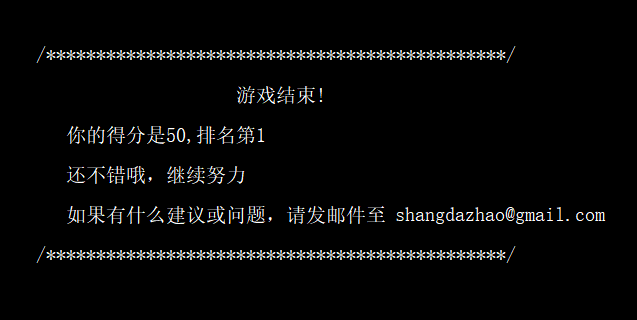 /**********************************************/
游戏结束!
你的得分是50,排名第1
还不错哦，继续努力
如果有什么建议或问题，请发邮件至 shangdazhao@gmail.com
/**********************************************/